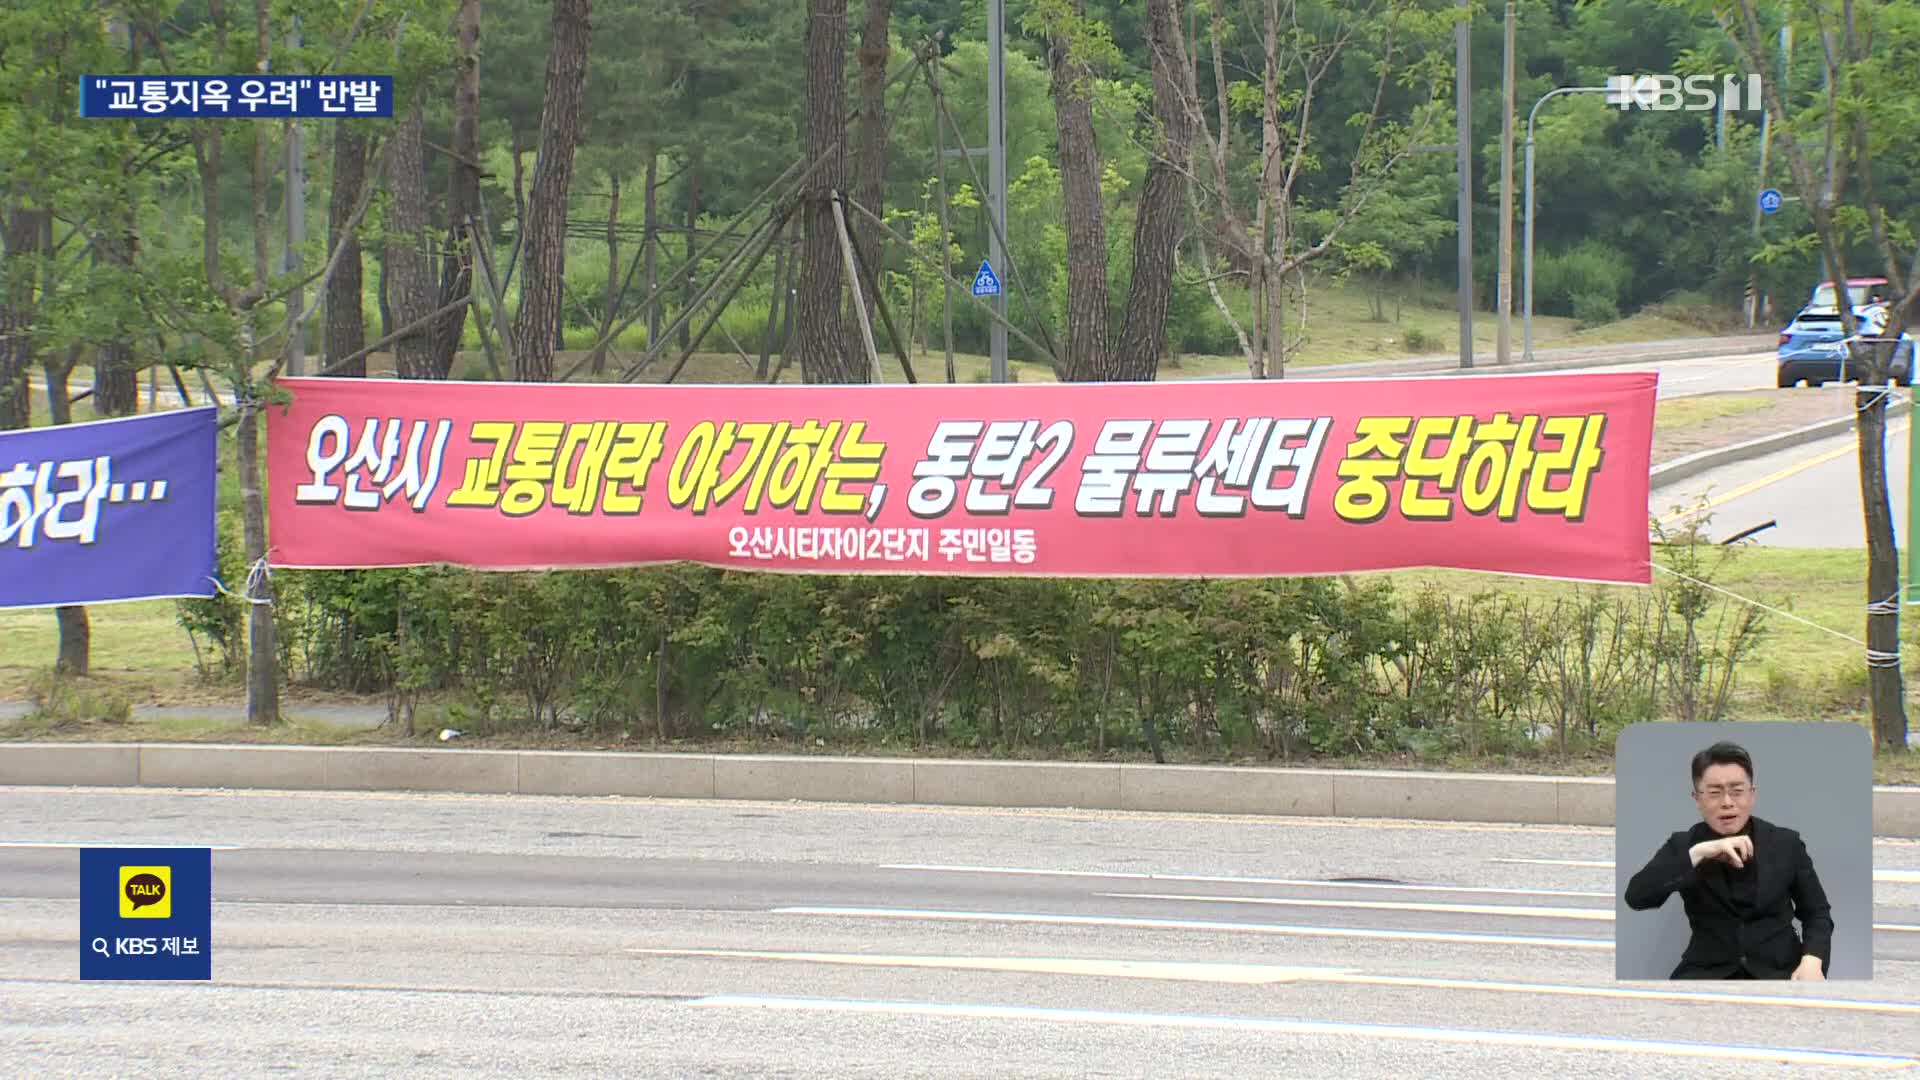 "교통지옥 우려" 반발
KBS 1
하라…
오산시 교통대란 야기하는, 동탄2 물류센터 중단하라
오산시티자이2단지 주민일동
TALK
KBS 제보